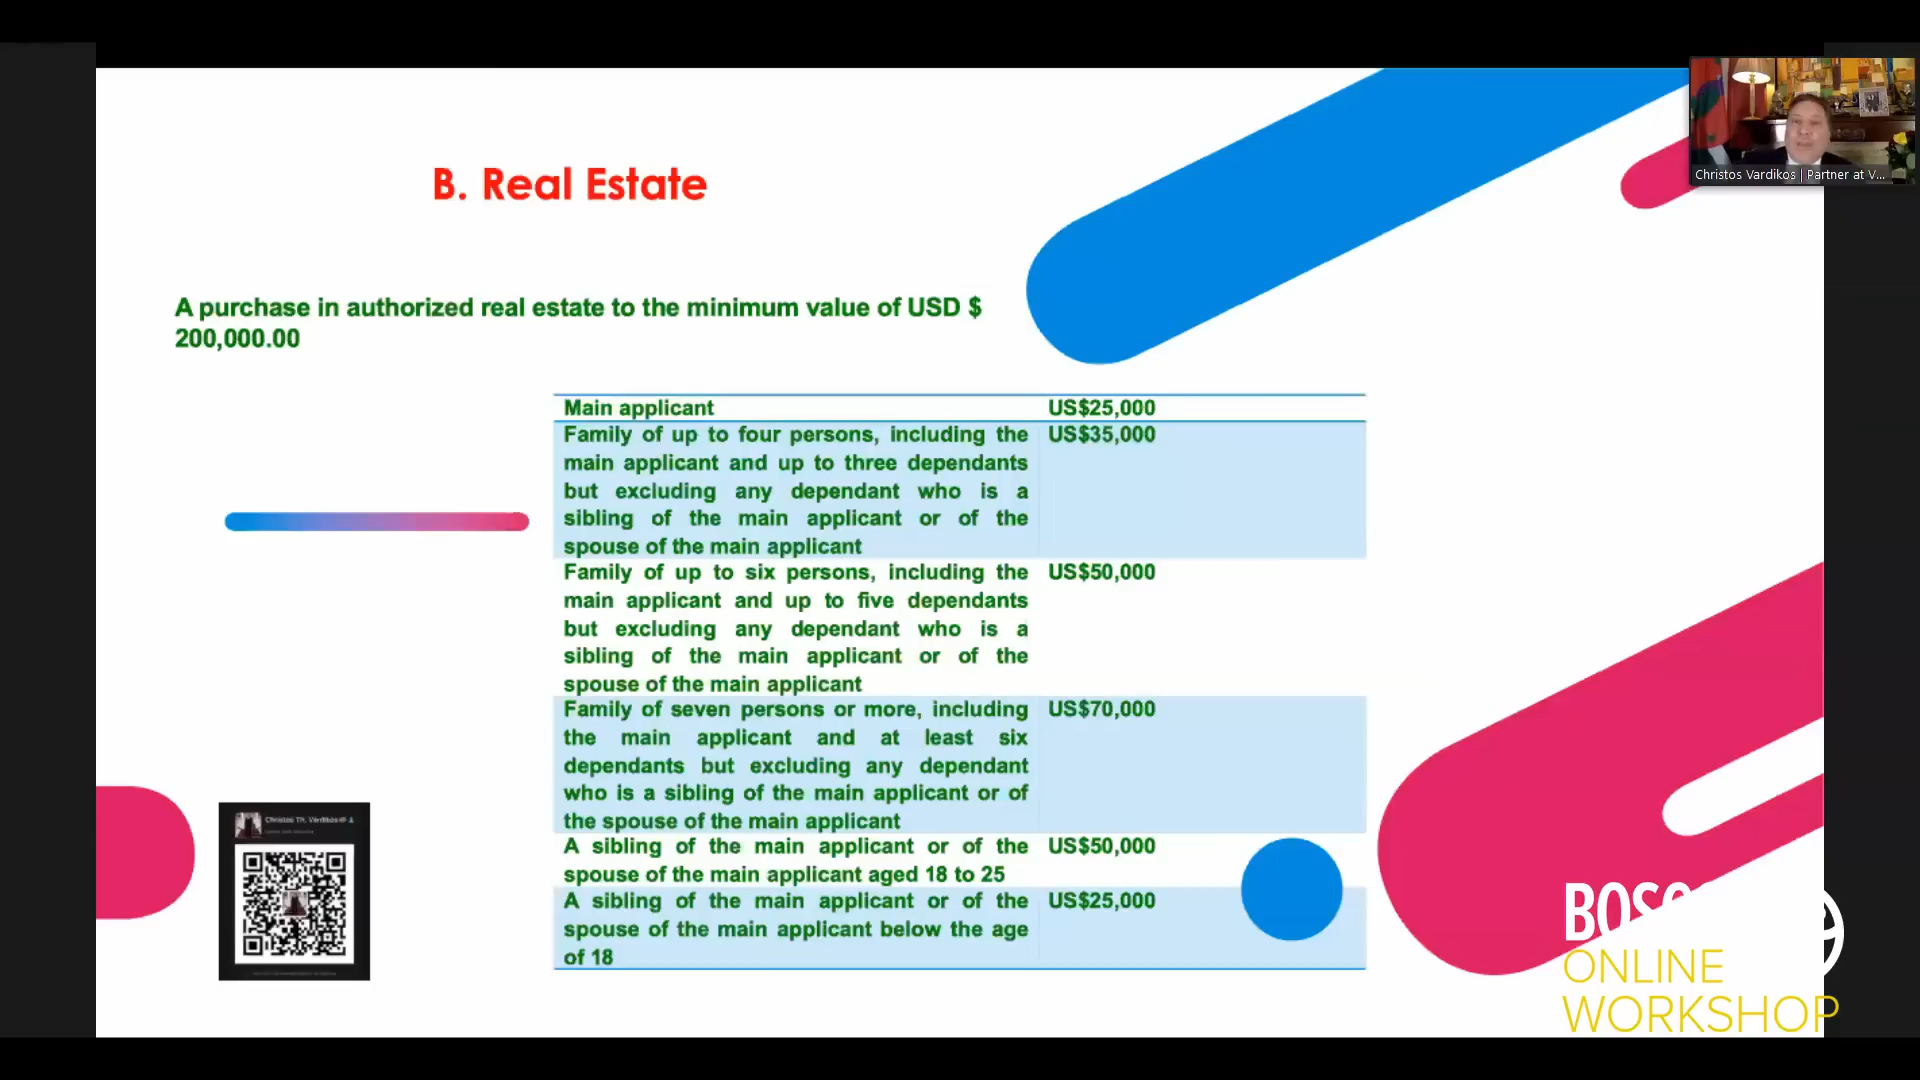 Christos Vardikos | Partner at V...
B. Real Estate
A purchase in authorized real estate to the minimum value of USD $
200,000.00
Main applicant US$25,000
Family of up to four persons, including the US$35,000
main applicant and up to three dependants
but excluding any dependant who is a
sibling of the main applicant or of the
spouse of the main applicant
Family of up to six persons, including the US$50,000
main applicant and up to five dependants
but excluding any dependant who is a
sibling of the main applicant or of the
spouse of the main applicant
Family of seven persons or more, including US$70,000
the main applicant and at least six
dependants but excluding any dependant
who is a sibling of the main applicant or of
the spouse of the main applicant
A sibling of the main applicant or of the US$50,000
spouse of the main applicant aged 18 to 25
A sibling of the main applicant or of the US$25,000
spouse of the main applicant below the age
of 18
Christos Th. Vardikos
ONLINE
WORKSHOP